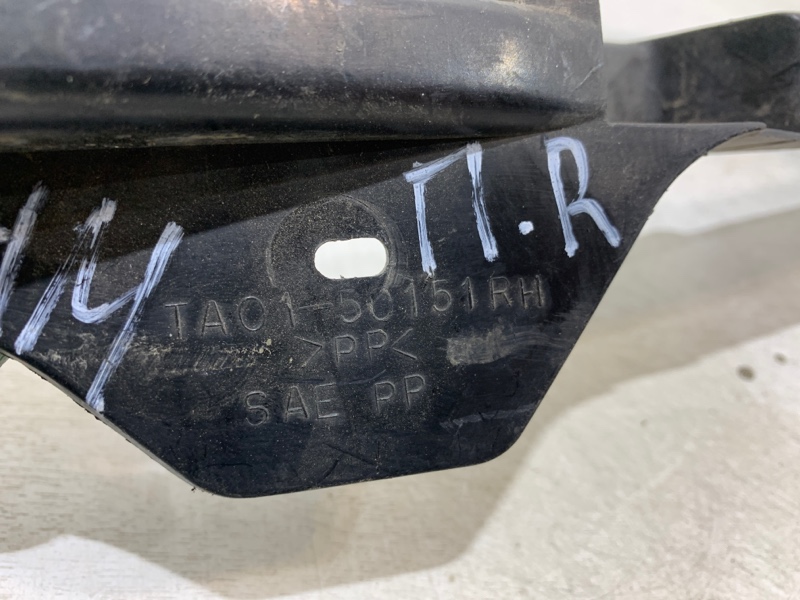 П.R
TA01-50151RH
>PP<
SAE PP